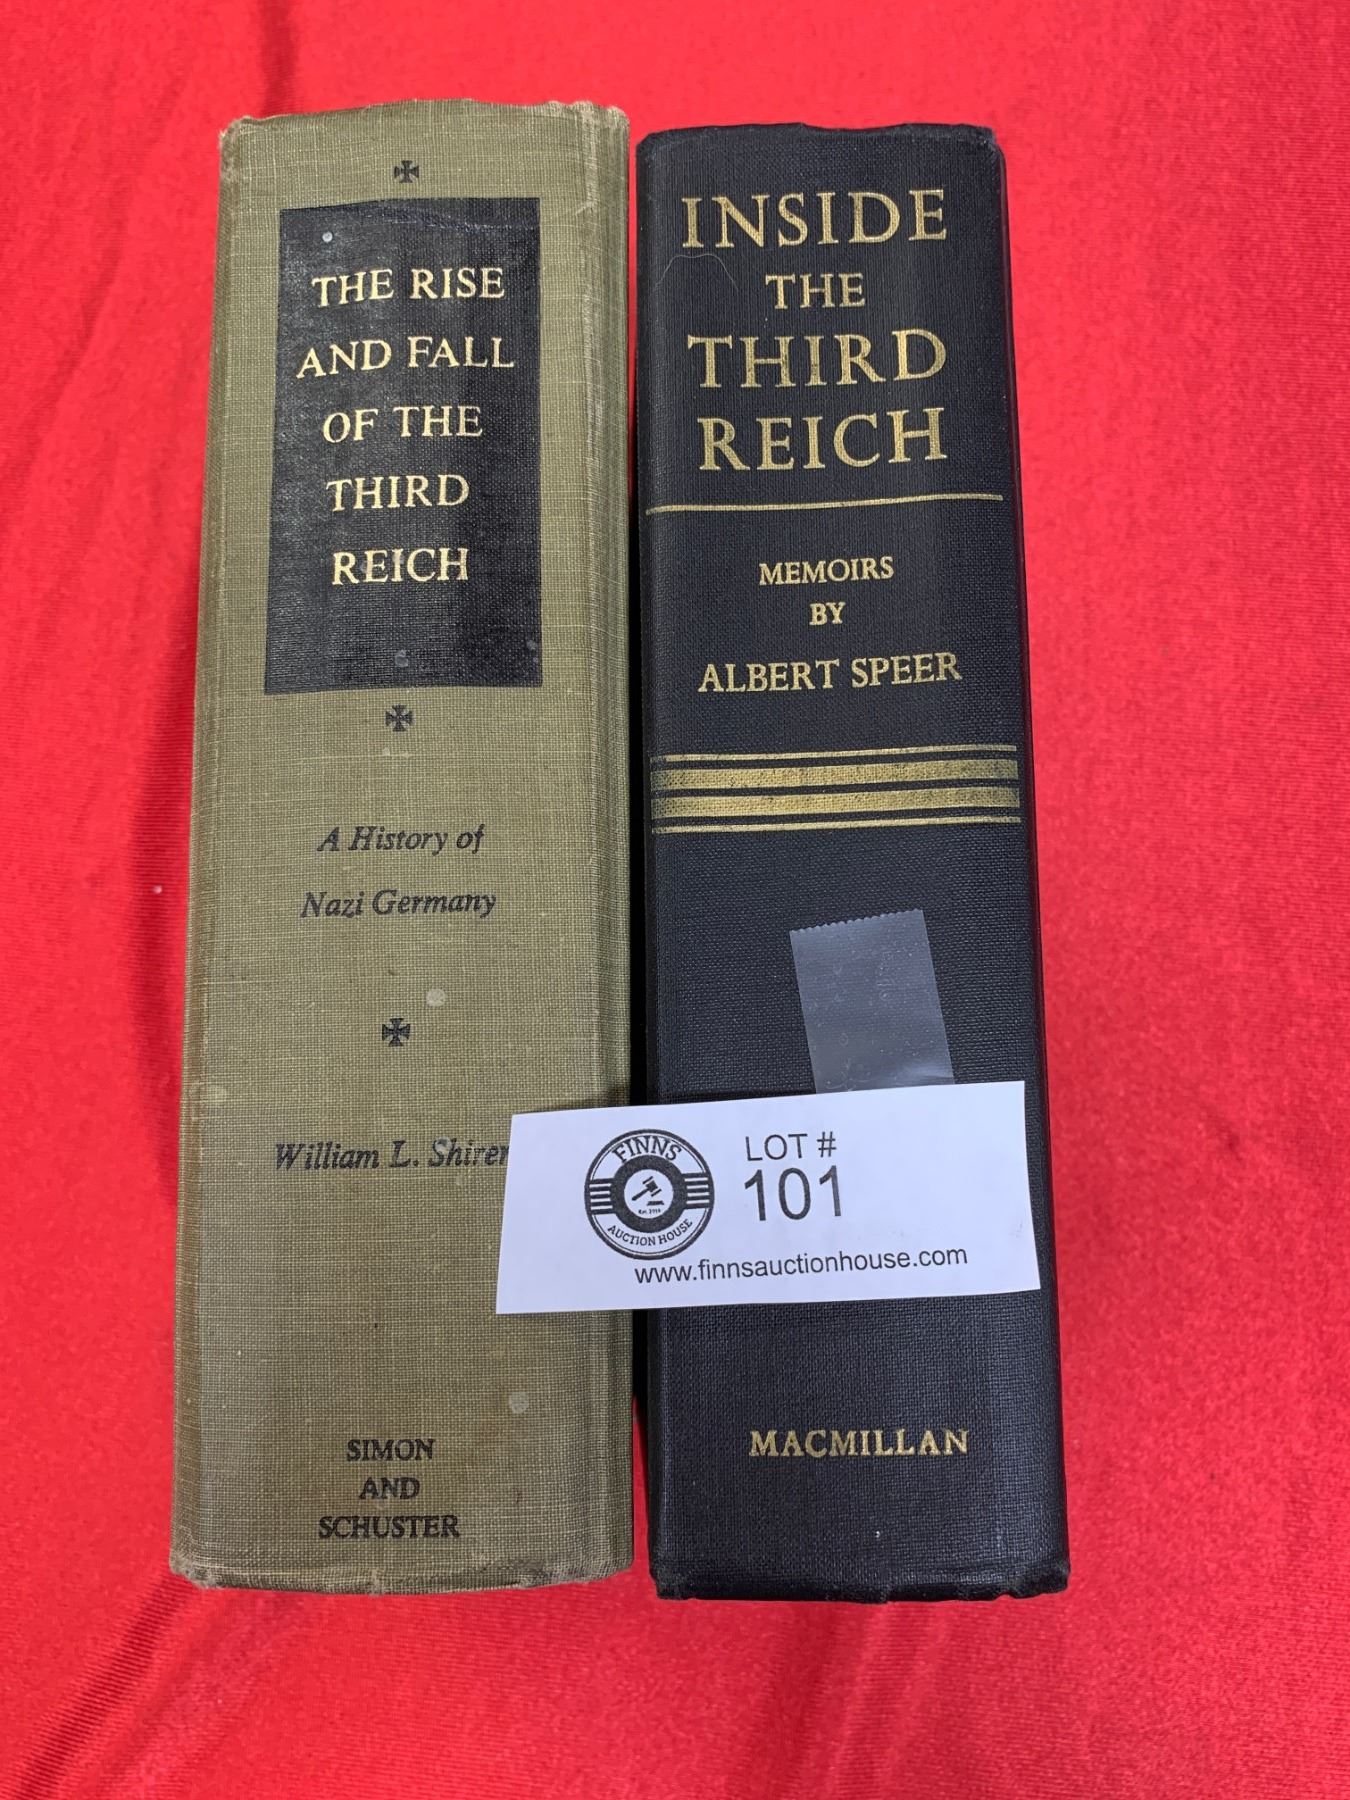 THE RISE
AND FALL
OF THE
THIRD
REICH
A History of
Nazi Germany
William L. Shirer
SIMON
AND
SCHUSTER
INSIDE
THE
THIRD
REICH
MEMOIRS
BY
ALBERT SPEER
MACMILLAN
FINNS
AUCTION HOUSE
LOT #
101
www.finnsauctionhouse.com